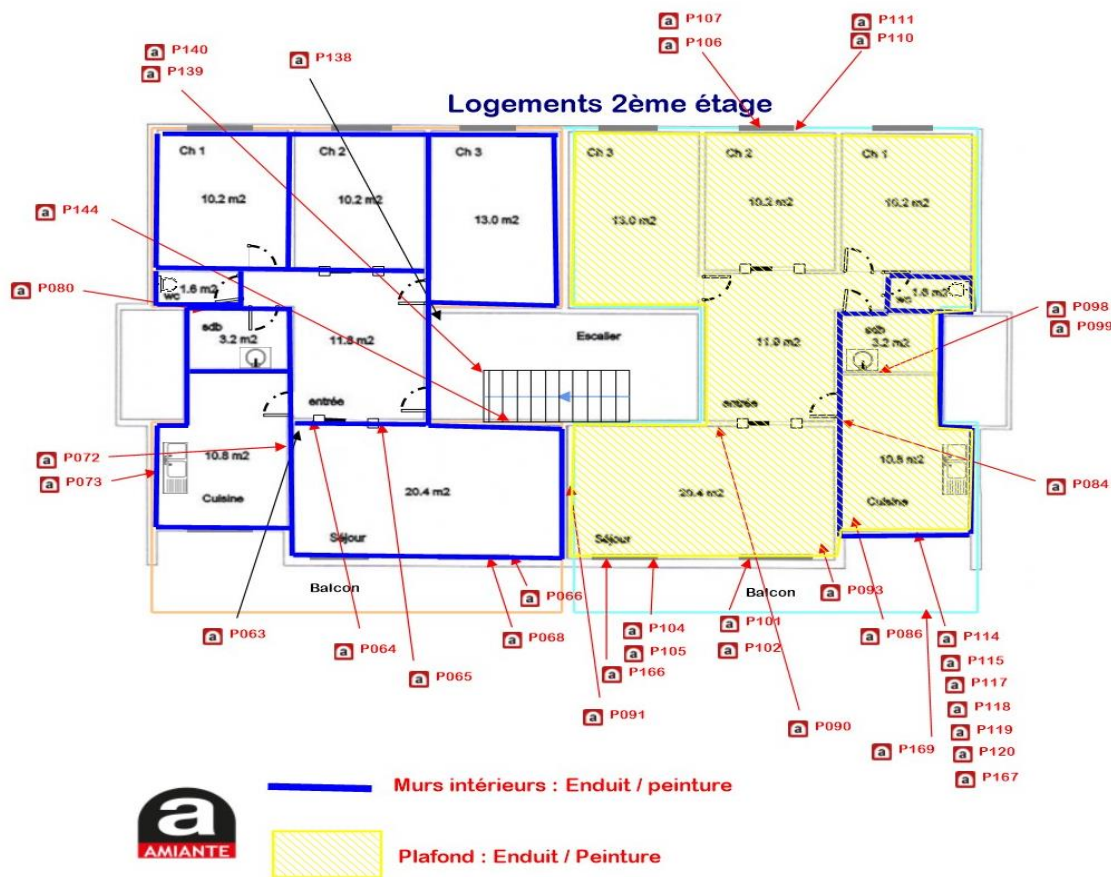 P140
P139
P138
P107
P106
P111
P110
Logements 2ème étage
Ch 1
Ch 2
Ch 3
Ch 3
Ch 2
Ch 1
10.2 m2
10.2 m2
13.0 m2
13.0 m2
10.2 m2
10.2 m2
P144
P080
1.6 m2
wc
1.6 m2
wc
P098
P099
sdb
3.2 m2
11.8 m2
Escalier
11.9 m2
sdb
3.2 m2
entrée
entrée
P072
P073
10.8 m2
Cuisine
20.4 m2
Séjour
20.4 m2
Séjour
10.8 m2
Cuisine
P084
Balcon
Balcon
P066
P093
P063
P064
P065
P068
P104
P105
P166
P101
P102
P086
P114
P115
P117
P118
P119
P120
P167
P091
P090
P169
a
AMIANTE
Murs intérieurs : Enduit / peinture
Plafond : Enduit / Peinture